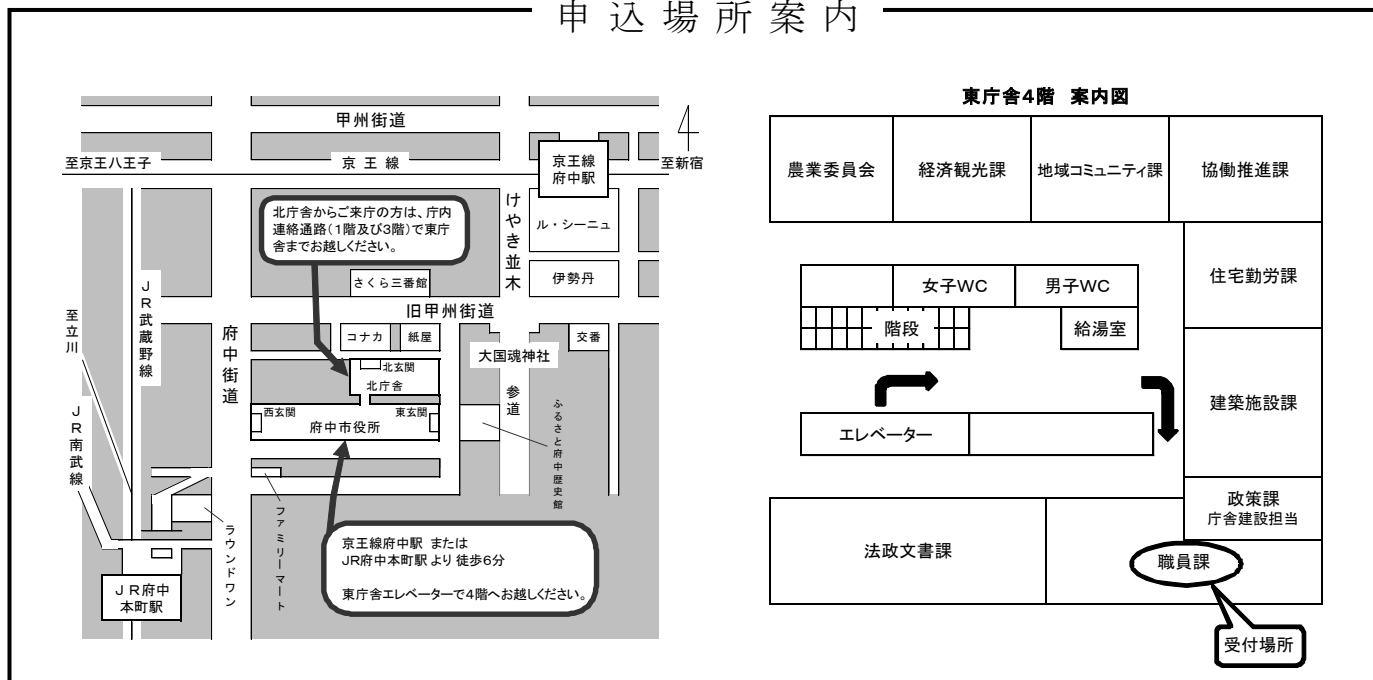 申込場所案内
甲州街道
至京王八王子
京王線
京王線
府中駅
至新宿
北庁舎からご来庁の方は、庁内
連絡通路(1階及び3階)で東庁
舎までお越しください。
けやき並木
ル・シーニュ
伊勢丹
さくら三番館
旧甲州街道
JR武蔵野線
至立川
府中街道
コナカ
紙屋
大国魂神社
交番
北玄関
北庁舎
参道
西玄関
東玄関
府中市役所
ふるさと府中歴史館
JR南武線
ラウンドワン
ファミリーマート
京王線府中駅 または
JR府中本町駅より徒歩6分
東庁舎エレベーターで4階へお越しください。
JR府中
本町駅
東庁舎4階 案内図
農業委員会
経済観光課
地域コミュニティ課
協働推進課
住宅勤労課
女子WC
男子WC
階段
給湯室
建築施設課
エレベーター
政策課
庁舎建設担当
法政文書課
職員課
受付場所